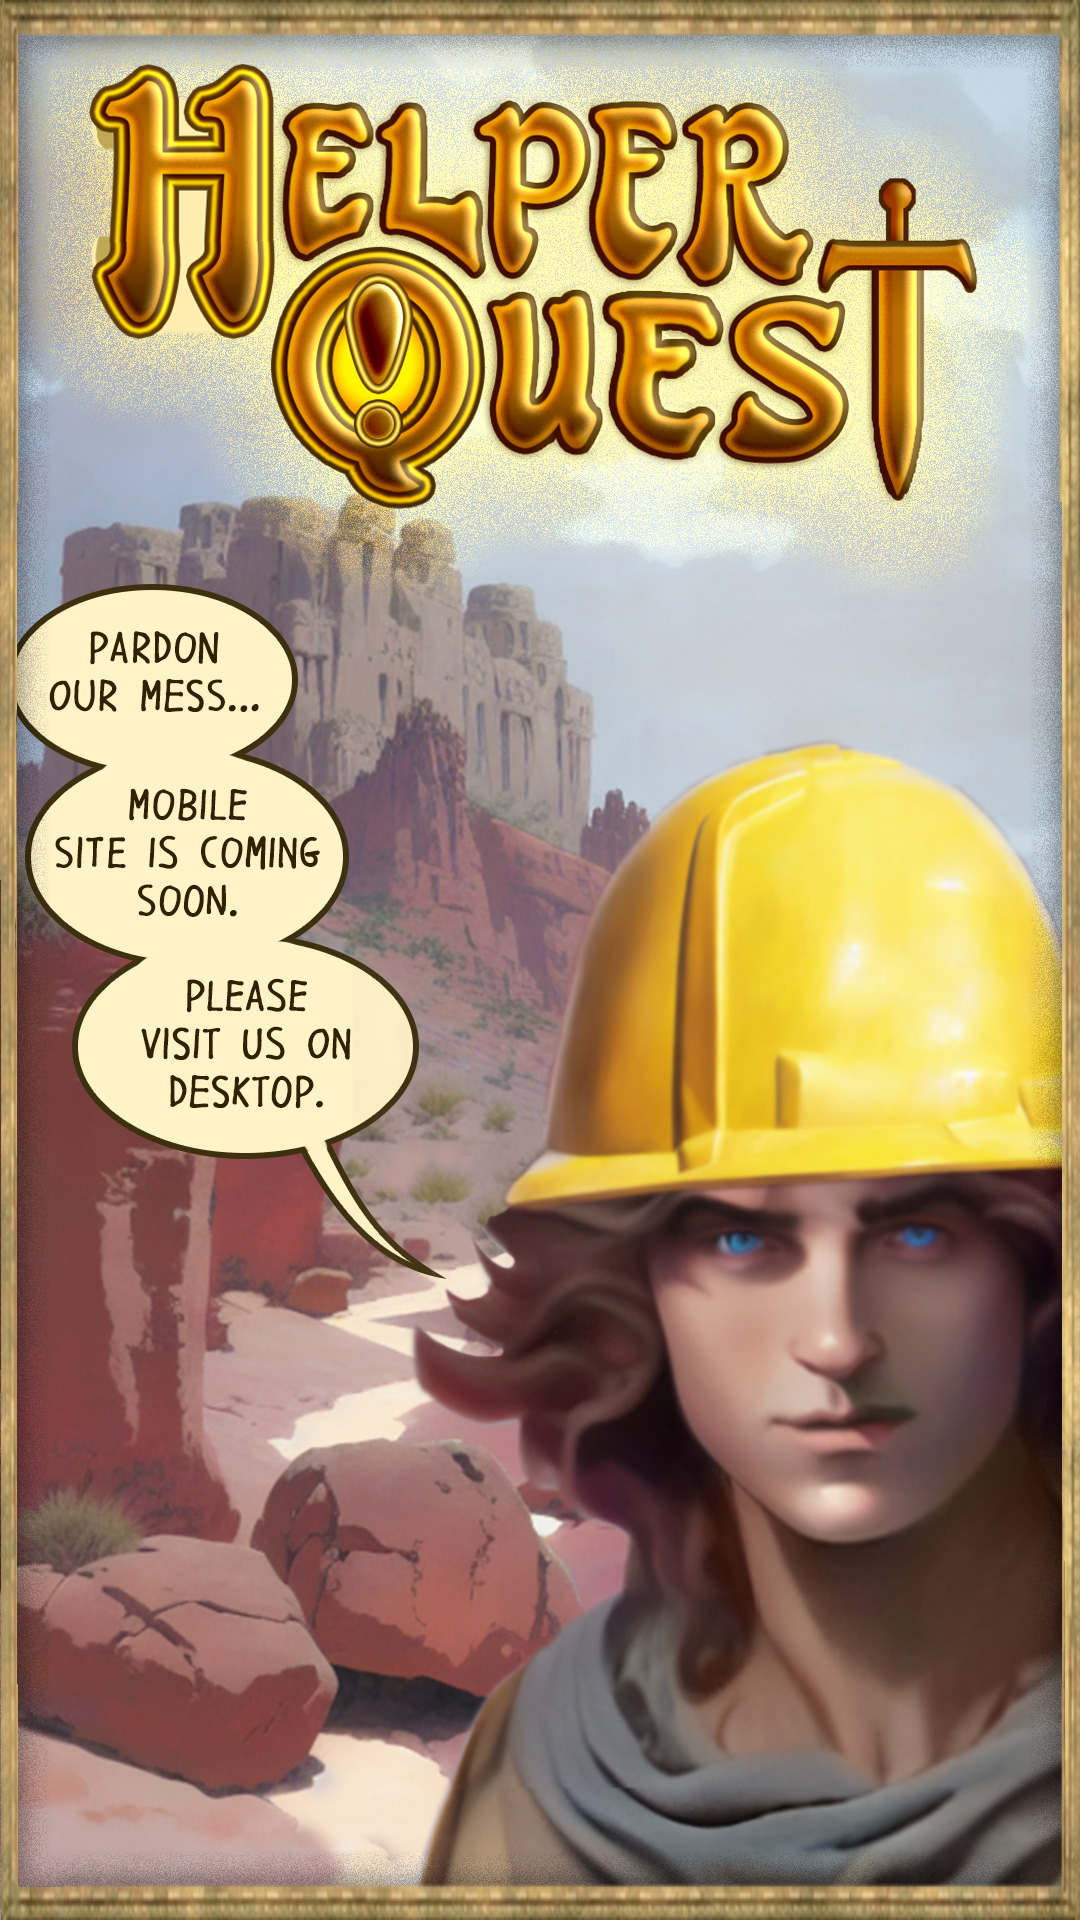 HELPER
QUEST
PARDON
OUR MESS...
MOBILE
SITE IS COMING
SOON.
PLEASE
VISIT US ON
DESKTOP.